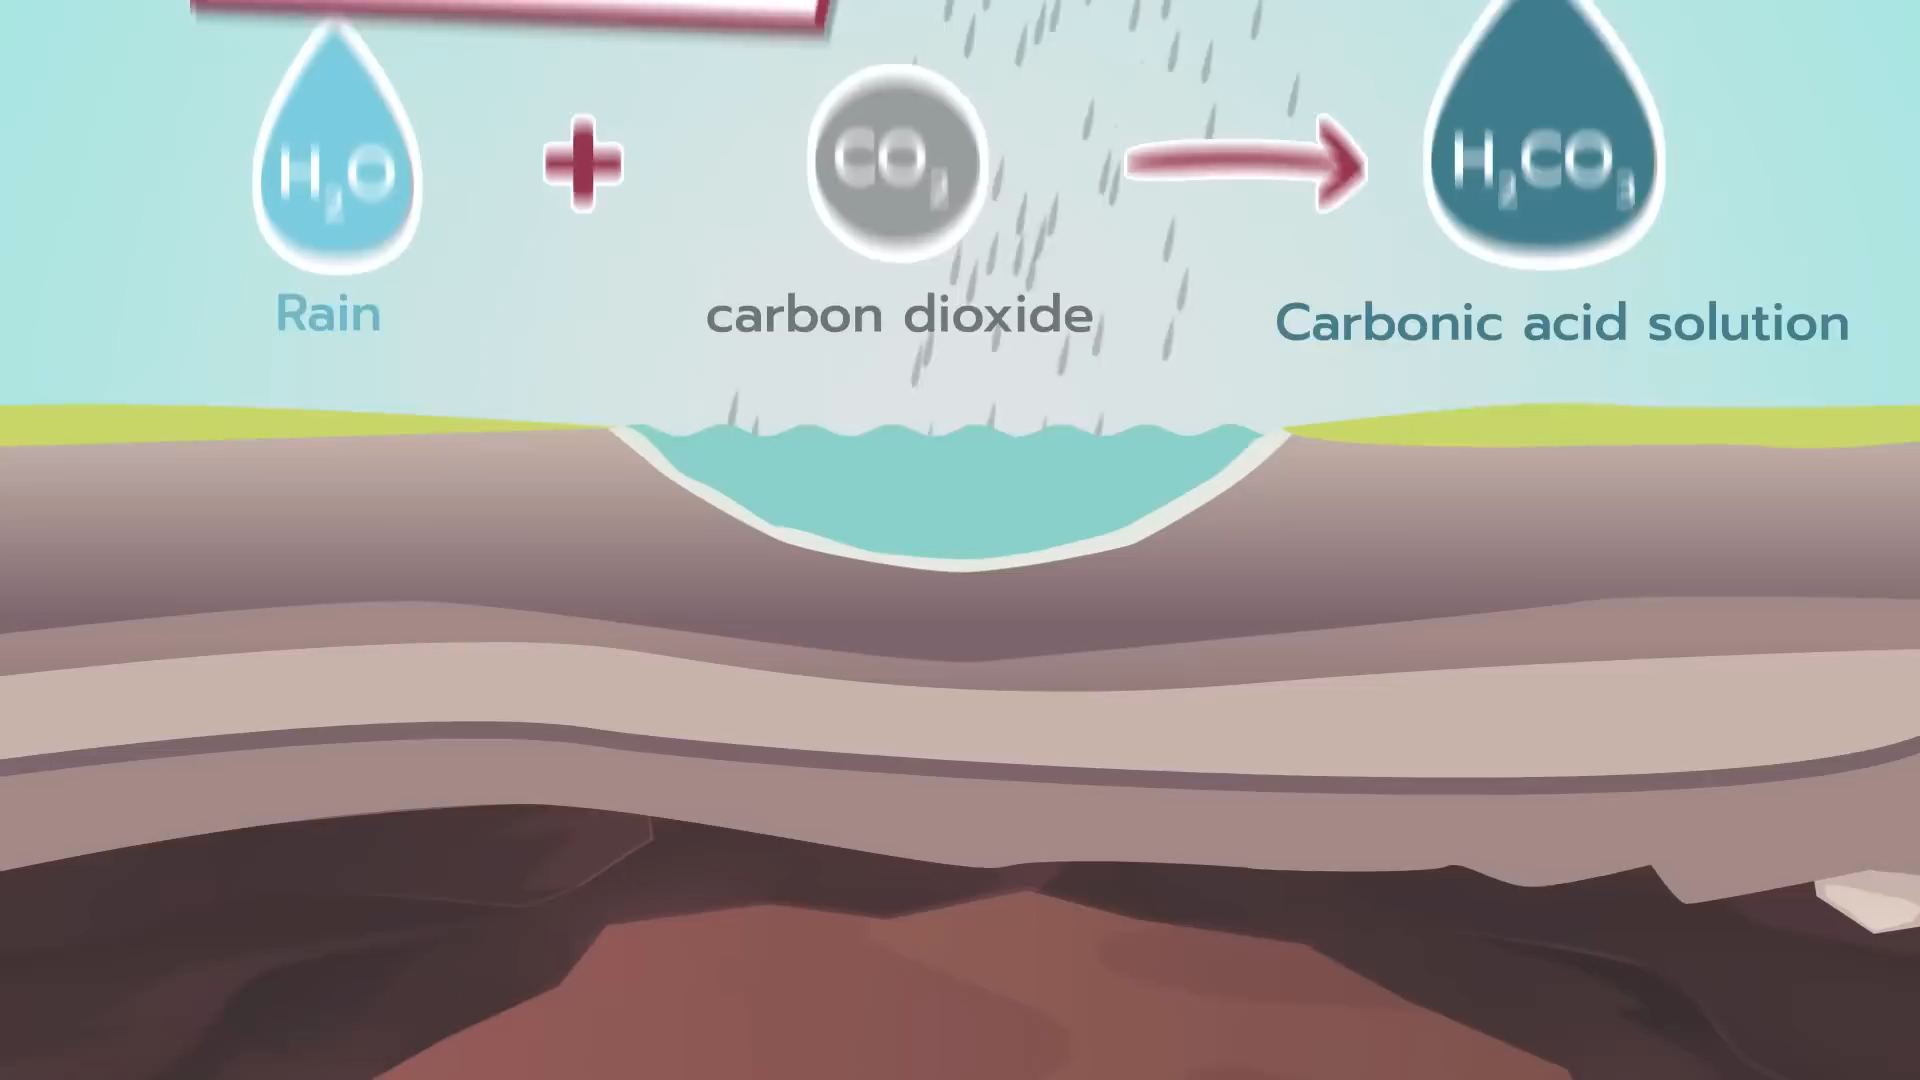 H₂O + CO₂ → H₂CO₃
Rain carbon dioxide Carbonic acid solution